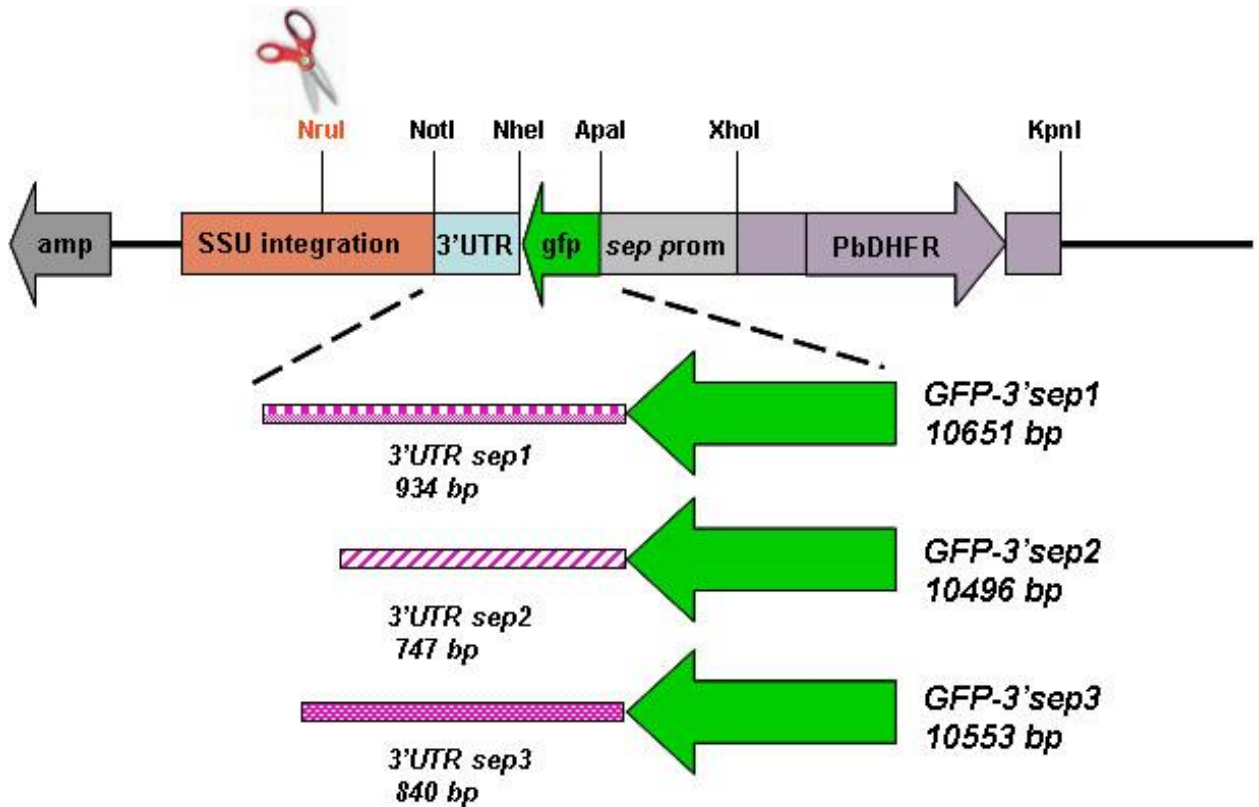 NruI NotI NheI ApaI XhoI KpnI
amp SSU integration 3'UTR gfp sep prom PbDHFR
GFP-3'sep1
10651 bp
3'UTR sep1
934 bp
GFP-3'sep2
10496 bp
3'UTR sep2
747 bp
GFP-3'sep3
10553 bp
3'UTR sep3
840 bp